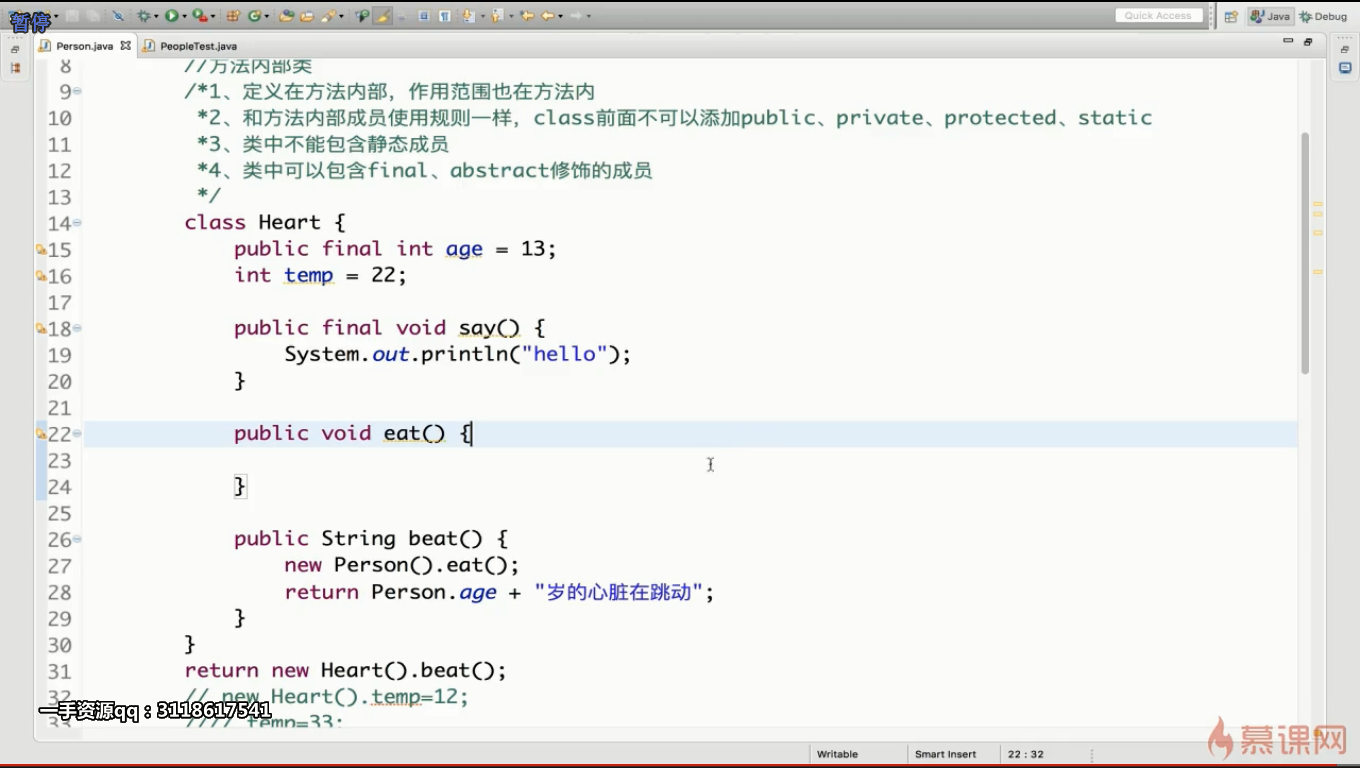 暂停
Quick Access
Java
Debug
Person.java
PeopleTest.java
8 //方法内部类
9 /*1、定义在方法内部，作用范围也在方法内
10 *2、和方法内部成员使用规则一样，class前面不可以添加public、private、protected、static
11 *3、类中不能包含静态成员
12 *4、类中可以包含final、abstract修饰的成员
13 */
14 class Heart {
15 public final int age = 13;
16 int temp = 22;
17
18 public final void say() {
19 System.out.println("hello");
20 }
21
22 public void eat() {
23
24 }
25
26 public String beat() {
27 new Person().eat();
28 return Person.age + "岁的心脏在跳动";
29 }
30 }
31 return new Heart().beat();
32 // new Heart().temp=12;
33 //// temp=33;
一手资源qq：3118617541
慕课网
Writable
Smart Insert
22 : 32